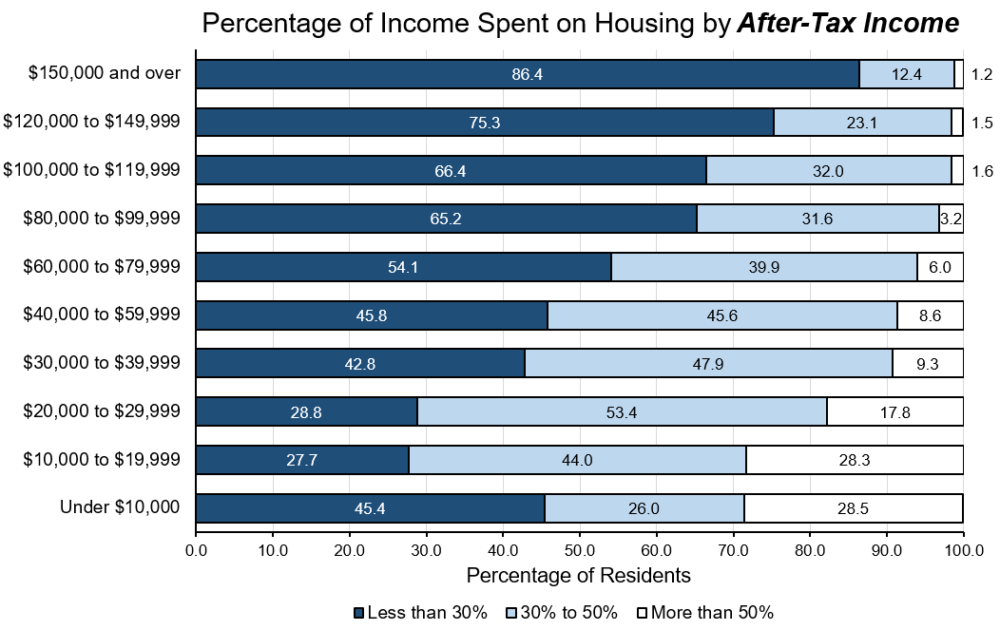 Percentage of Income Spent on Housing by After-Tax Income
$150,000 and over 86.4 12.4 1.2
$120,000 to $149,999 75.3 23.1 1.5
$100,000 to $119,999 66.4 32.0 1.6
$80,000 to $99,999 65.2 31.6 3.2
$60,000 to $79,999 54.1 39.9 6.0
$40,000 to $59,999 45.8 45.6 8.6
$30,000 to $39,999 42.8 47.9 9.3
$20,000 to $29,999 28.8 53.4 17.8
$10,000 to $19,999 27.7 44.0 28.3
Under $10,000 45.4 26.0 28.5
0.0 10.0 20.0 30.0 40.0 50.0 60.0 70.0 80.0 90.0 100.0
Percentage of Residents
Less than 30% 30% to 50% More than 50%